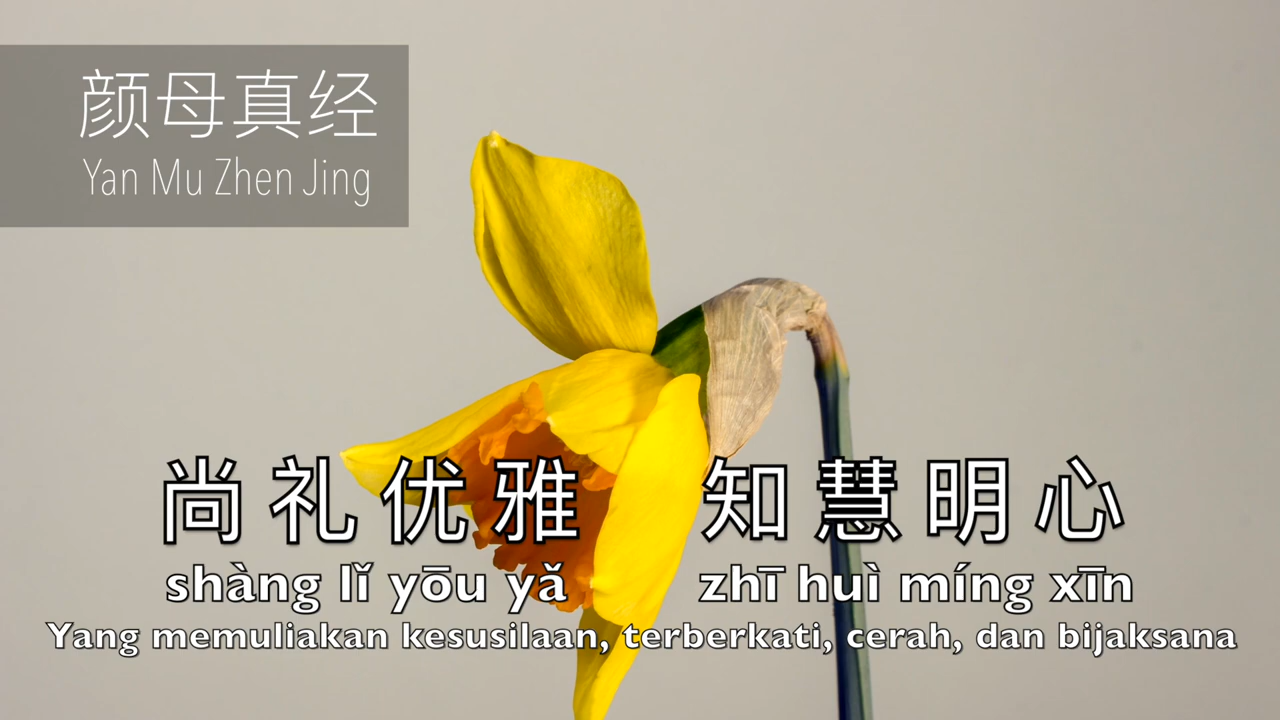 颜母真经
Yan Mu Zhen Jing
尚礼优雅 知慧明心
shàng lǐ yōu yǎ zhī huì míng xīn
Yang memuliakan kesusilaan, terberkati, cerah, dan bijaksana